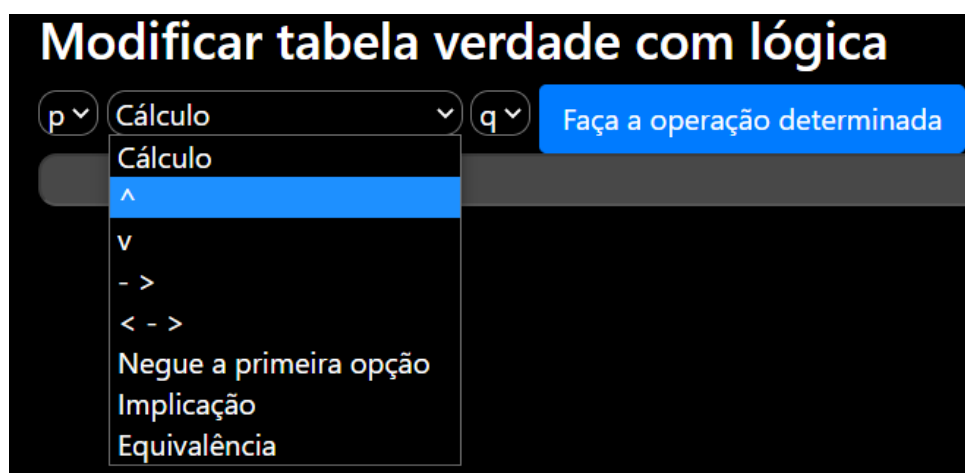 Modificar tabela verdade com lógica
p Cálculo q Faça a operação determinada
Cálculo
^
v
- >
< - >
Negue a primeira opção
Implicação
Equivalência